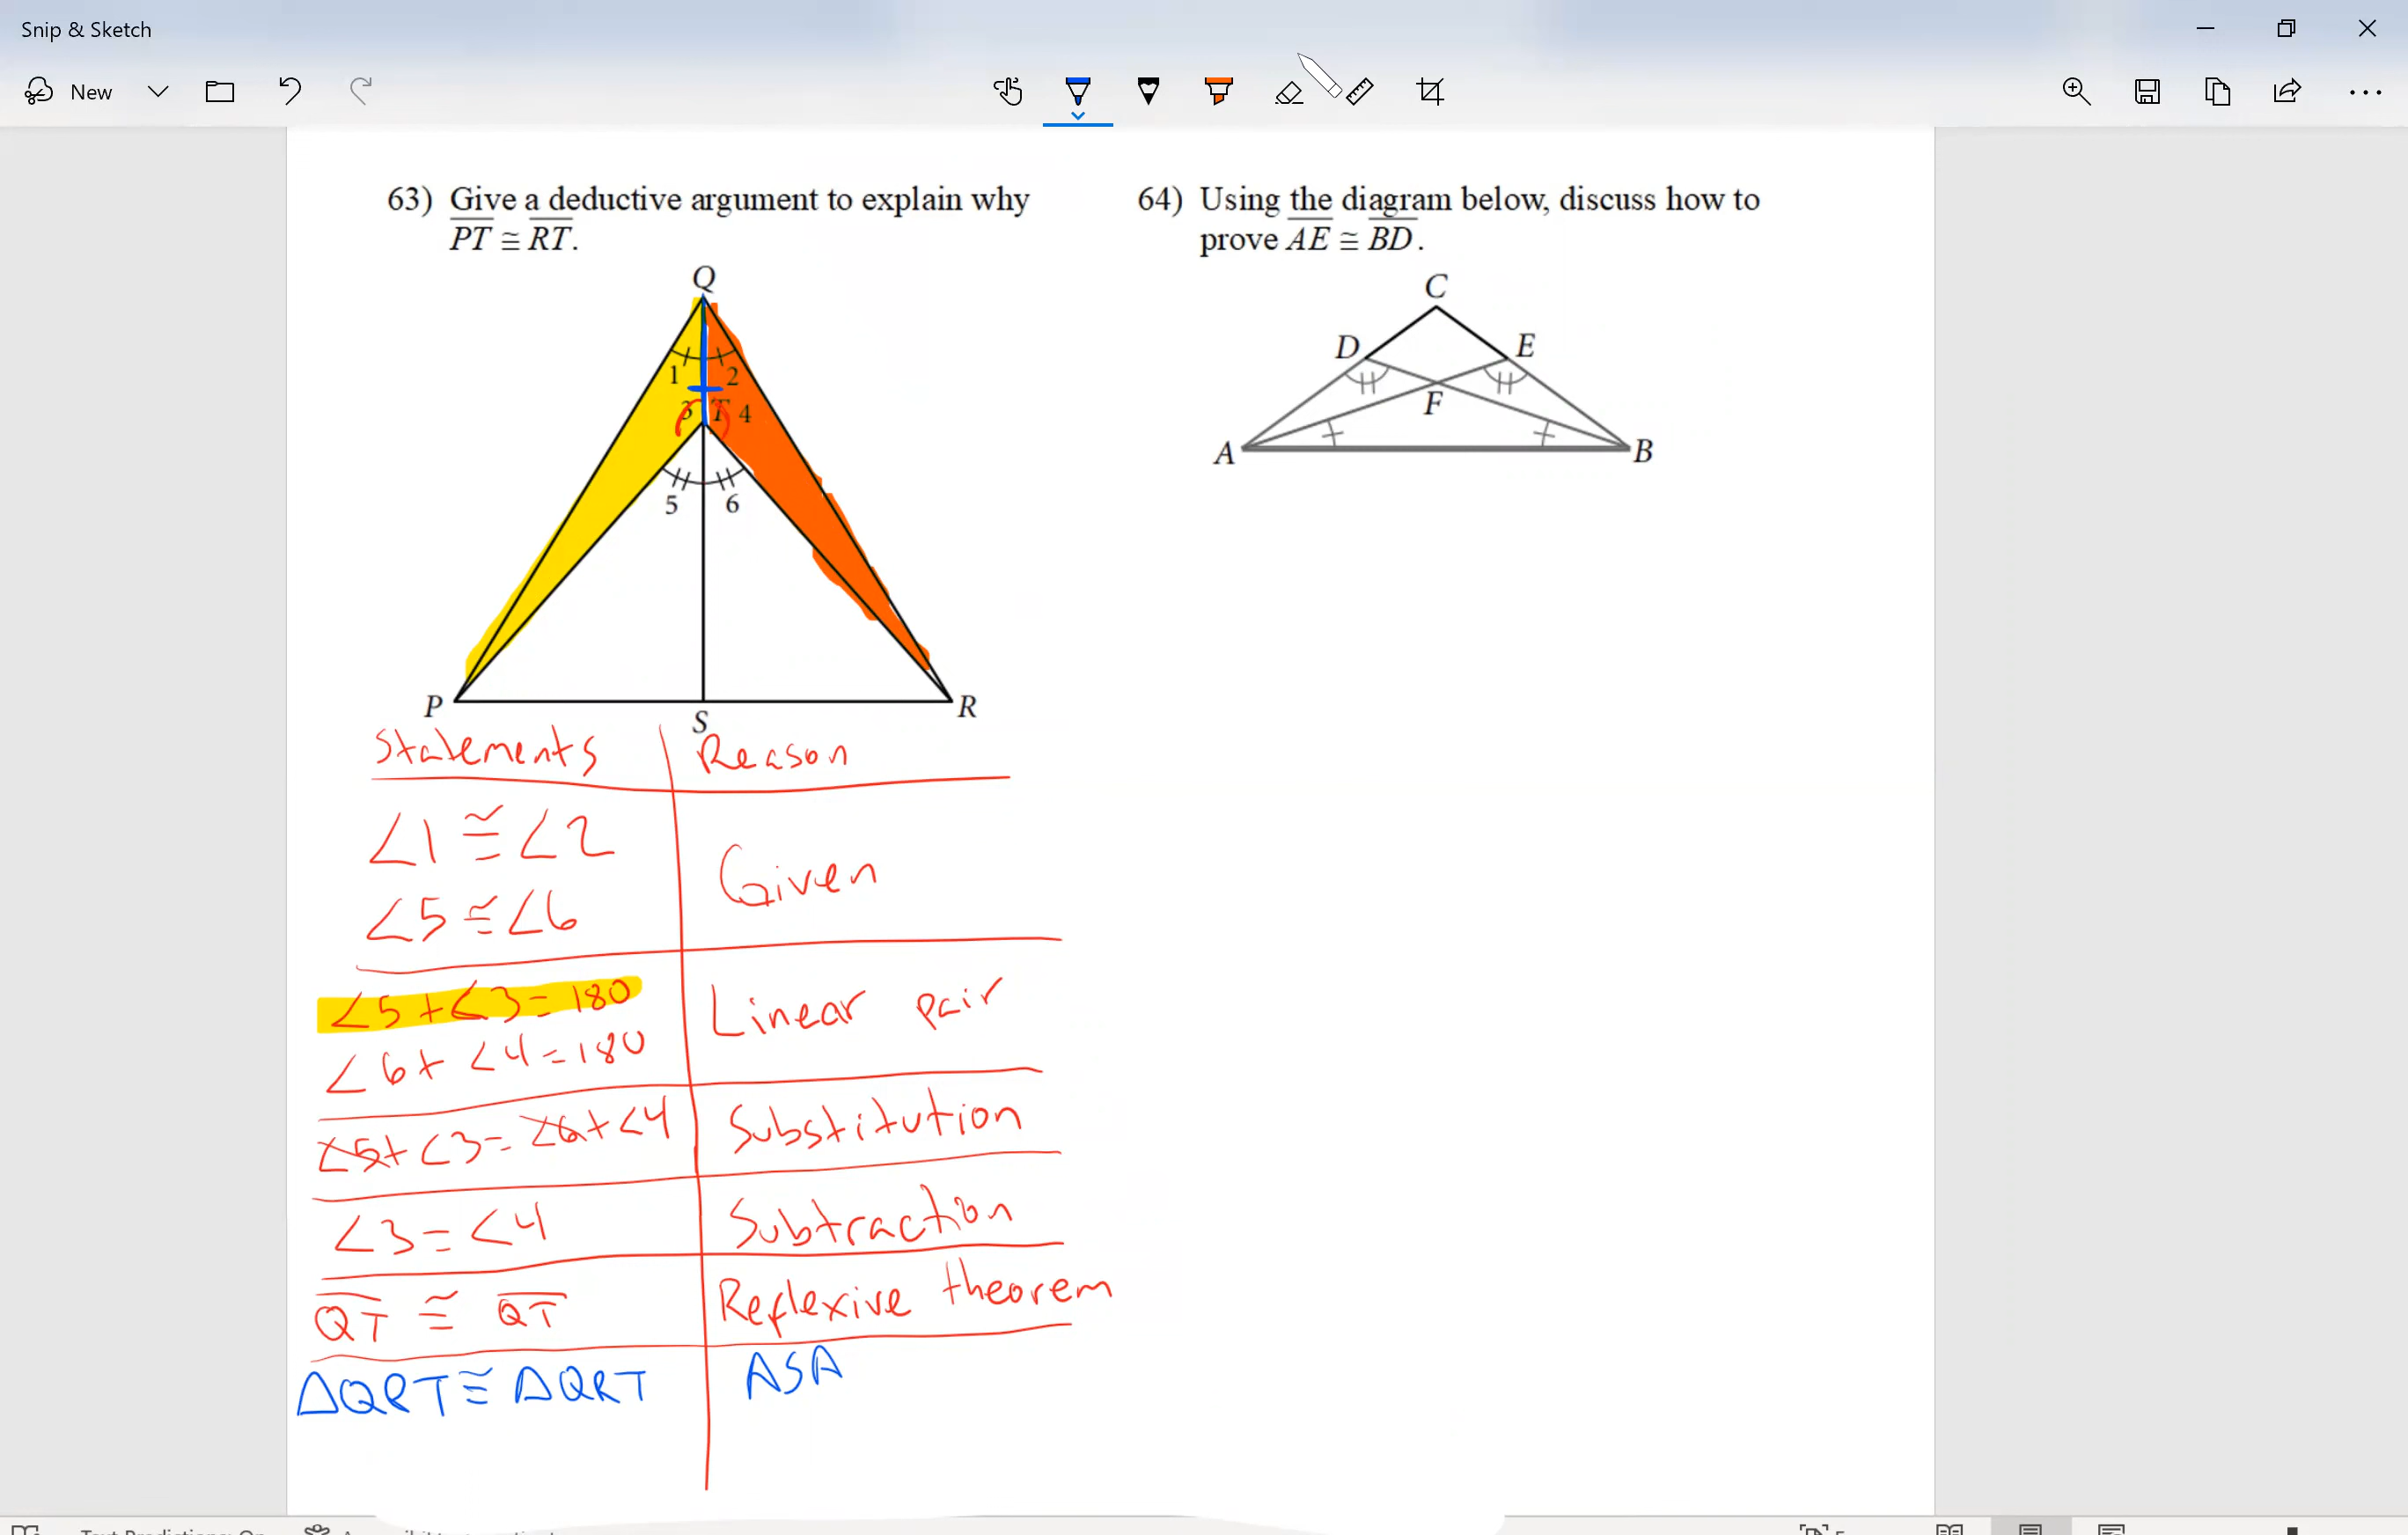 Snip & Sketch
New
63) Give a deductive argument to explain why
PT ≅ RT.
Q
1 2
3 T 4
5 6
P
S
R
Statements Reason
∠1 ≅ ∠2
Given
∠5 ≅ ∠6
∠5 + ∠3 = 180
Linear pair
∠6 + ∠4 = 180
∠5 + ∠3 = ∠6 + ∠4 Substitution
∠3 = ∠4 Subtraction
QT ≅ QT Reflexive theorem
△QPT ≅ △QRT ASA
64) Using the diagram below, discuss how to
prove AE ≅ BD.
C
D
E
F
A
B